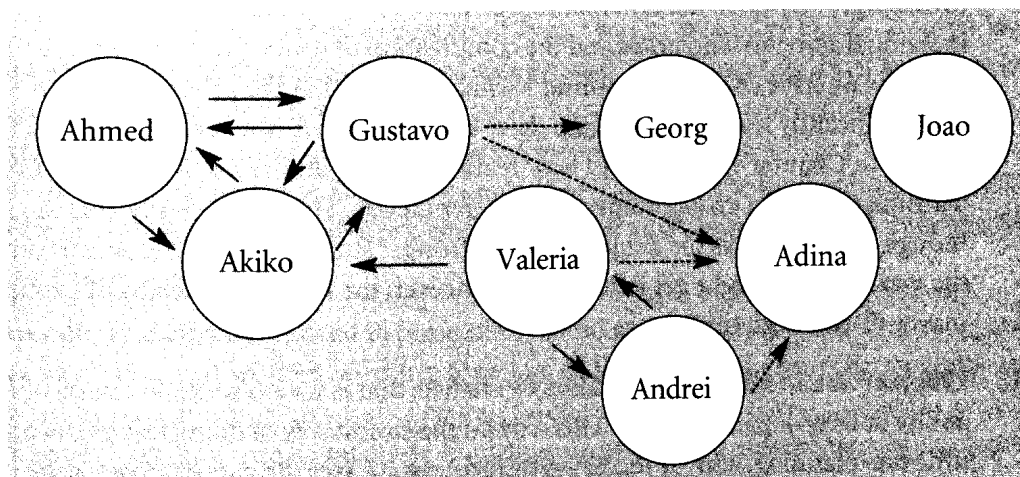 Ahmed
Gustavo
Georg
Joao
Akiko
Valeria
Adina
Andrei